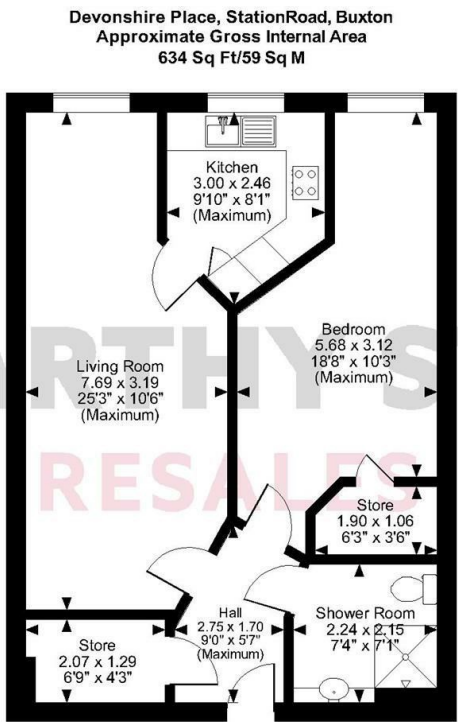 Devonshire Place, StationRoad, Buxton
Approximate Gross Internal Area
634 Sq Ft/59 Sq M
Kitchen
3.00 x 2.46
9'10" x 8'1"
(Maximum)
Bedroom
5.68 x 3.12
18'8" x 10'3"
(Maximum)
Living Room
7.69 x 3.19
25'3" x 10'6"
(Maximum)
ARTHY S
RESALES
Store
1.90 x 1.06
6'3" x 3'6"
Hall
2.75 x 1.70
9'0" x 5'7"
(Maximum)
Shower Room
2.24 x 2.15
7'4" x 7'1"
Store
2.07 x 1.29
6'9" x 4'3"